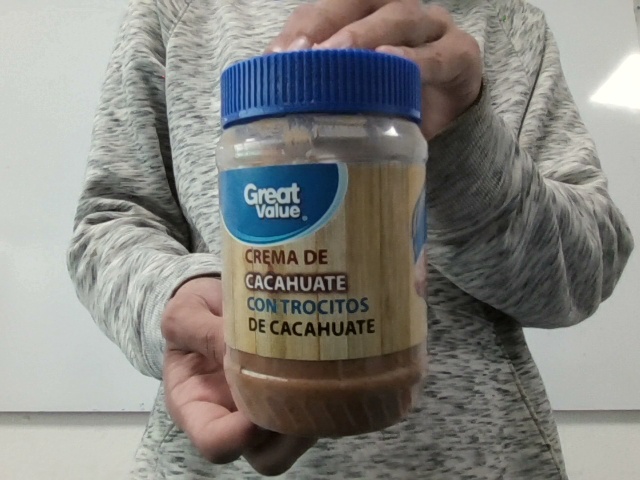 Great
Value®
CREMA DE
CACAHUATE
CON TROCITOS
DE CACAHUATE